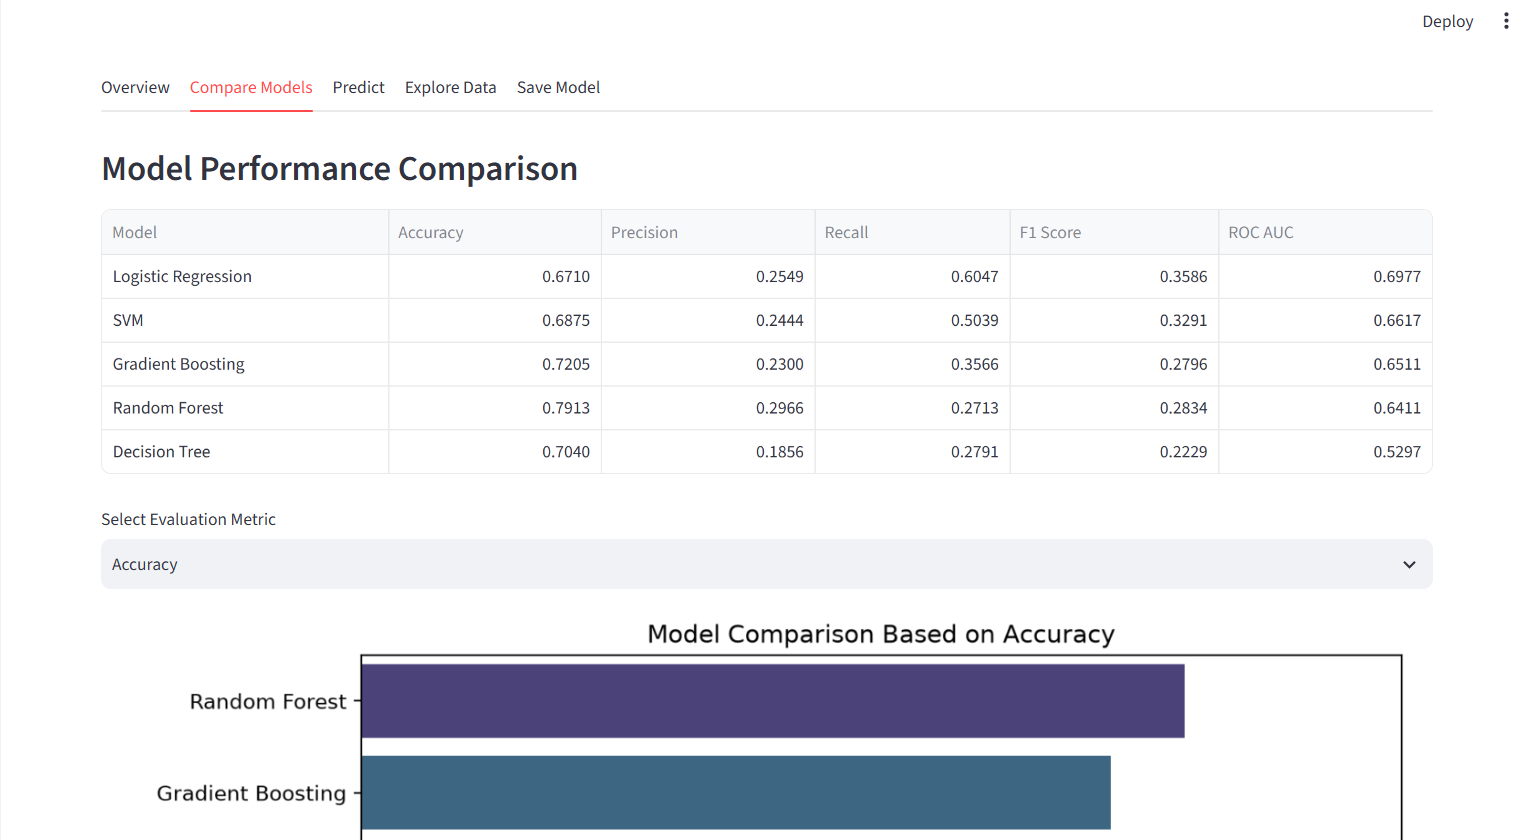 Deploy
Overview Compare Models Predict Explore Data Save Model
Model Performance Comparison
Model Accuracy Precision Recall F1 Score ROC AUC
Logistic Regression 0.6710 0.2549 0.6047 0.3586 0.6977
SVM 0.6875 0.2444 0.5039 0.3291 0.6617
Gradient Boosting 0.7205 0.2300 0.3566 0.2796 0.6511
Random Forest 0.7913 0.2966 0.2713 0.2834 0.6411
Decision Tree 0.7040 0.1856 0.2791 0.2229 0.5297
Select Evaluation Metric
Accuracy
Model Comparison Based on Accuracy
Random Forest
Gradient Boosting